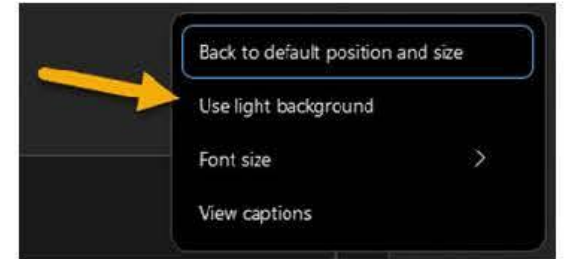 Back to default position and size
Use light background
Font size
View captions